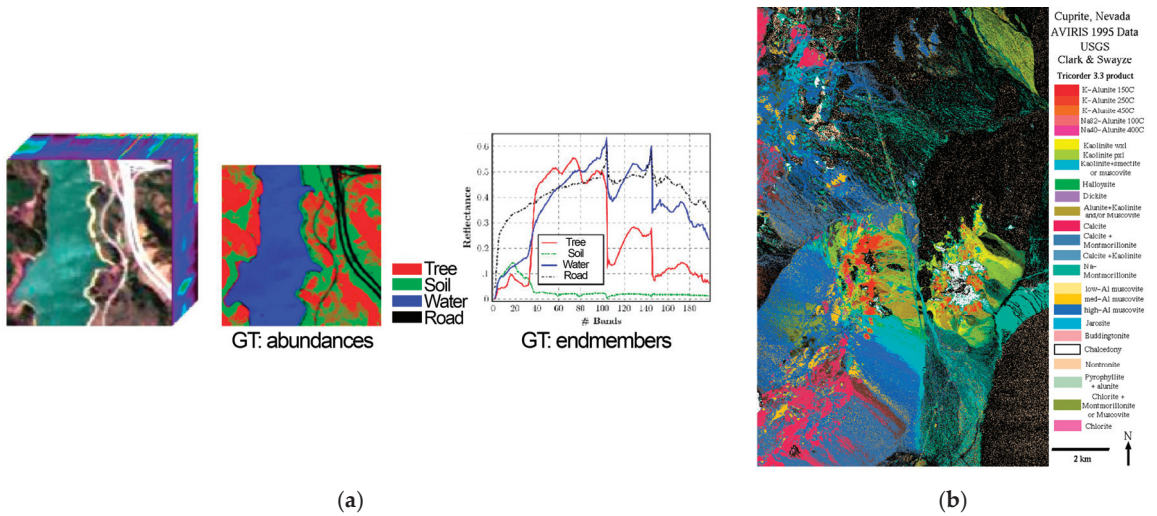 Tree
Soil
Water
Road
GT: abundances
Reflectance
0.6
0.5
0.4
0.3
0.2
.1
0
Tree
Soil
Water
Road
0 20 40 60 80 100 120 140 160 180
# Bands
GT: endmembers
(a)
Cuprite, Nevada
AVIRIS 1995 Data
USGS
Clark & Swayze
Tricorder 3.3 product
K-Alunite 150C
K-Alunite 250C
K-Alunite 450C
Na82-Alunite 100C
Na40-Alunite 400C
Kaolinite wxl
Kaolinite pxl
Kaolinite+smectite
or muscovite
Halloysite
Dickite
Alunite+Kaolinite
and/or Muscovite
Calcite
Calcite +
Montmorillonite
Calcite +Kaolinite
Na-
Montmorillonite
low-Al muscovite
med-Al muscovite
high-Al muscovite
Jarosite
Buddingtonite
Chalcedony
Nontronite
Pyrophyllite
+ alunite
Chlorite +
Montmorillonite
or Muscovite
Chlorite
N
2 km
(b)